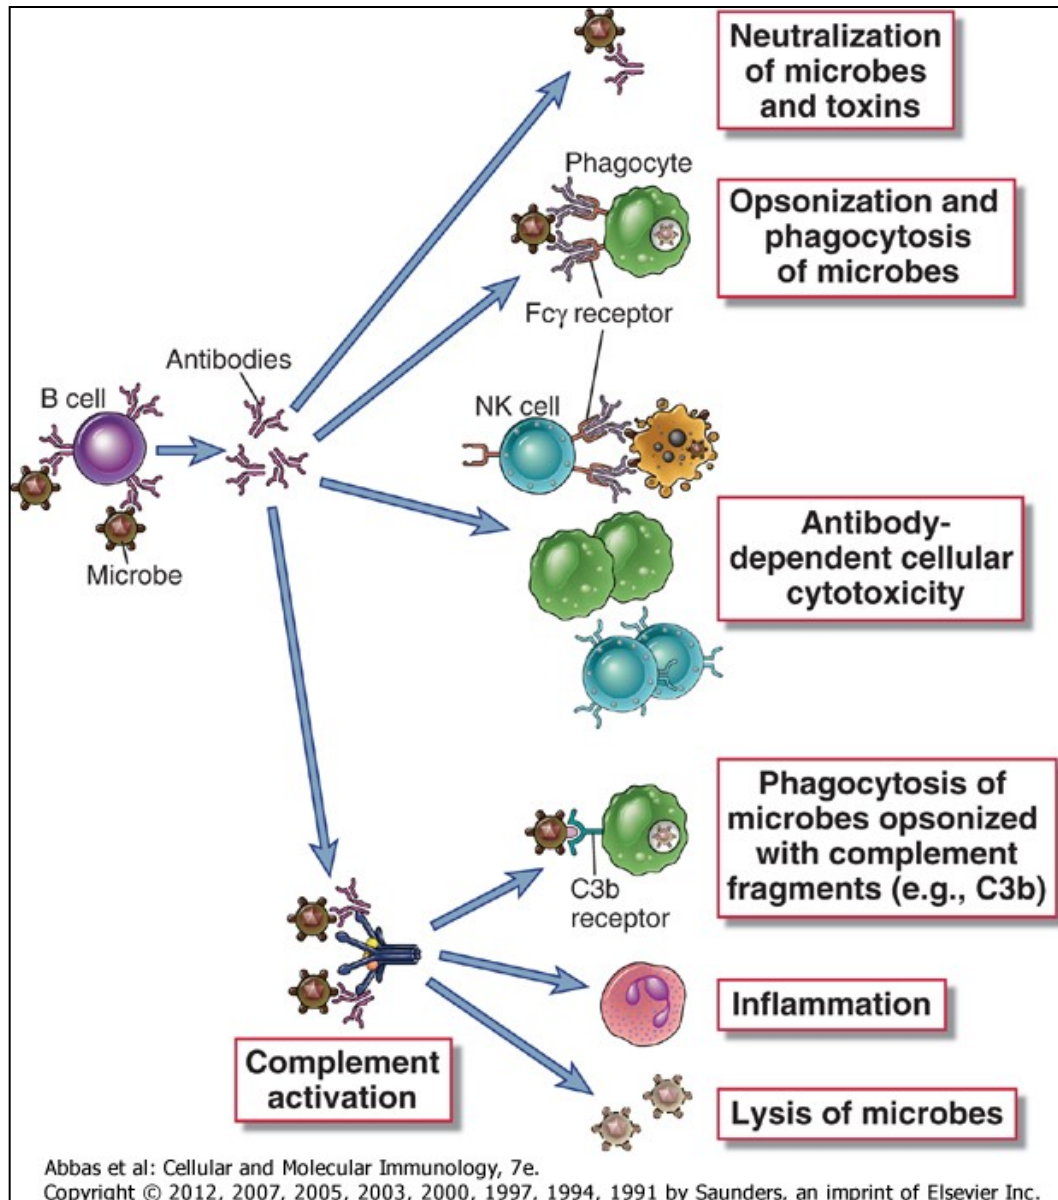 Neutralization
of microbes
and toxins
Phagocyte
Opsonization and
phagocytosis
of microbes
Fcγ receptor
Antibodies
B cell
NK cell
Microbe
Antibody-
dependent cellular
cytotoxicity
Phagocytosis of
microbes opsonized
with complement
fragments (e.g., C3b)
C3b
receptor
Inflammation
Complement
activation
Lysis of microbes
Abbas et al: Cellular and Molecular Immunology, 7e.
Copyright © 2012, 2007, 2005, 2003, 2000, 1997, 1994, 1991 by Saunders, an imprint of Elsevier Inc.